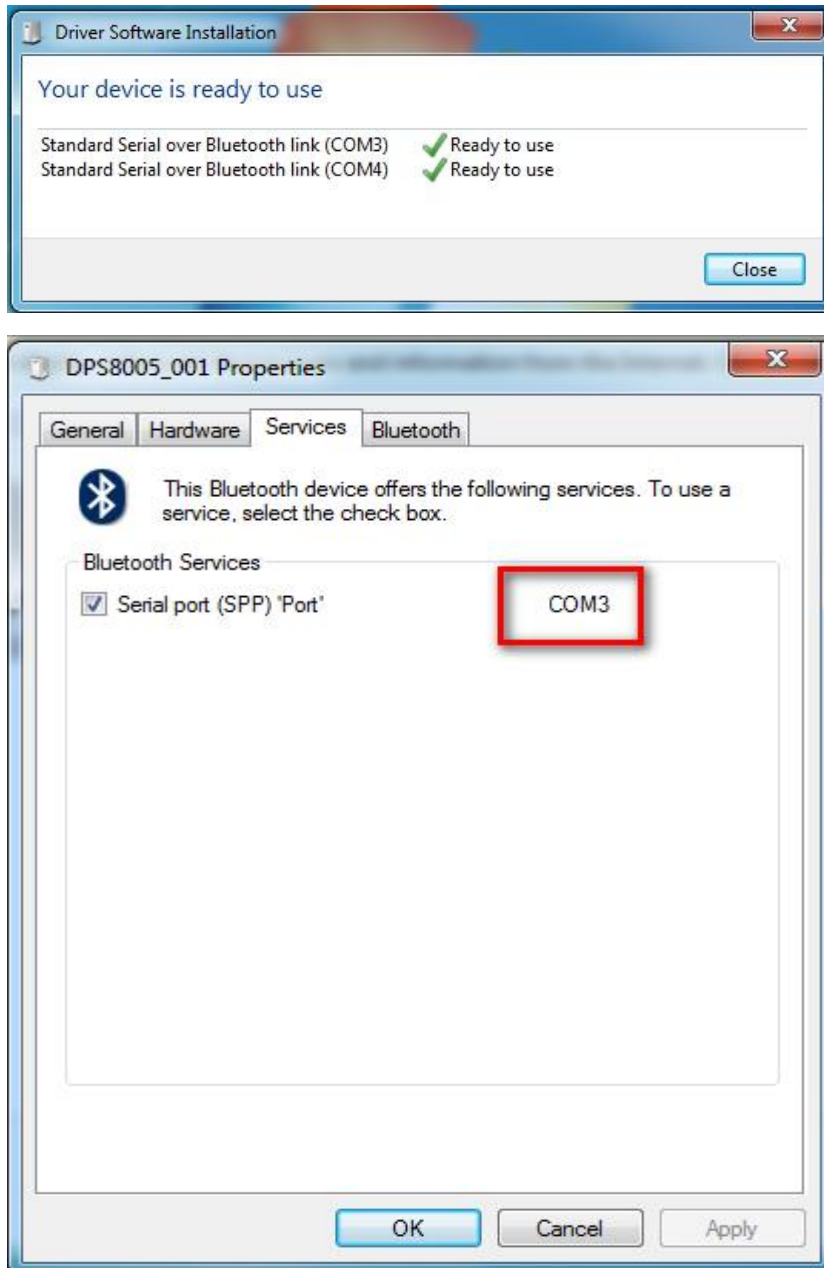 Driver Software Installation
Your device is ready to use
Standard Serial over Bluetooth link (COM3) Ready to use
Standard Serial over Bluetooth link (COM4) Ready to use
Close
DPS8005_001 Properties
General Hardware Services Bluetooth
This Bluetooth device offers the following services. To use a
service, select the check box.
Bluetooth Services
Serial port (SPP) 'Port' COM3
OK Cancel Apply